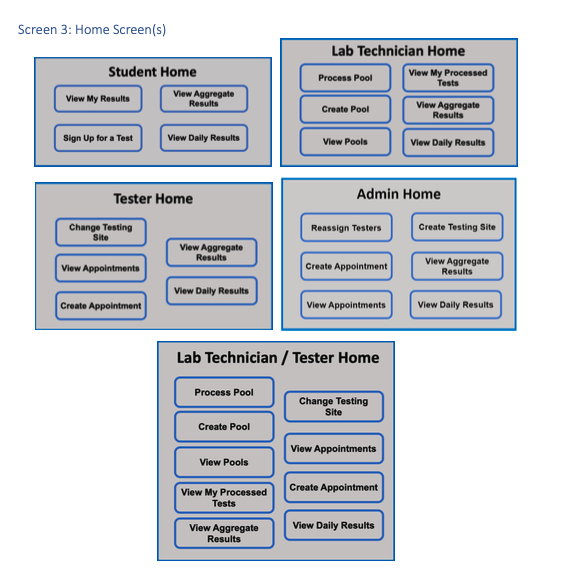 Screen 3: Home Screen(s)
Student Home
View My Results
View Aggregate
Results
Sign Up for a Test
View Daily Results
Lab Technician Home
Process Pool
View My Processed
Tests
Create Pool
View Aggregate
Results
View Pools
View Daily Results
Tester Home
Change Testing
Site
View Appointments
Create Appointment
View Aggregate
Results
View Daily Results
Admin Home
Reassign Testers
Create Testing Site
Create Appointment
View Aggregate
Results
View Appointments
View Daily Results
Lab Technician / Tester Home
Process Pool
Create Pool
View Pools
View My Processed
Tests
View Aggregate
Results
Change Testing
Site
View Appointments
Create Appointment
View Daily Results